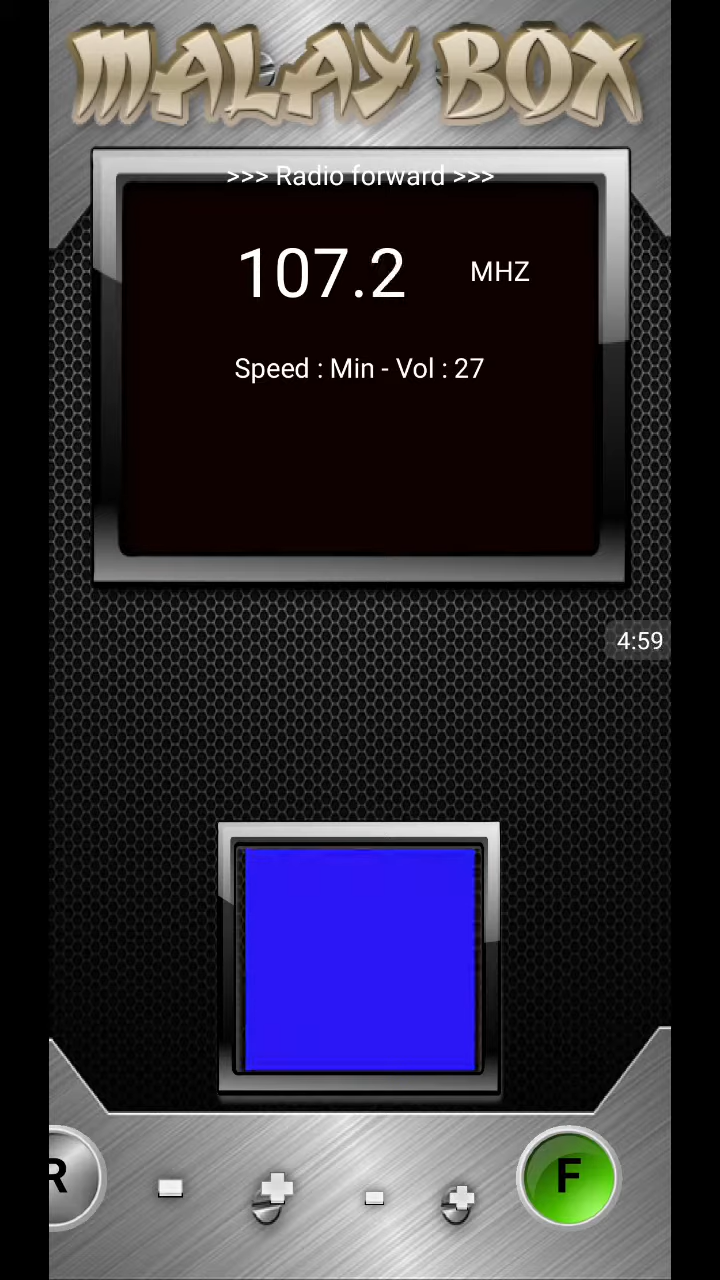 MALAY BOX
>>> Radio forward >>>
107.2 MHZ
Speed : Min - Vol : 27
4:59
R - + - + F